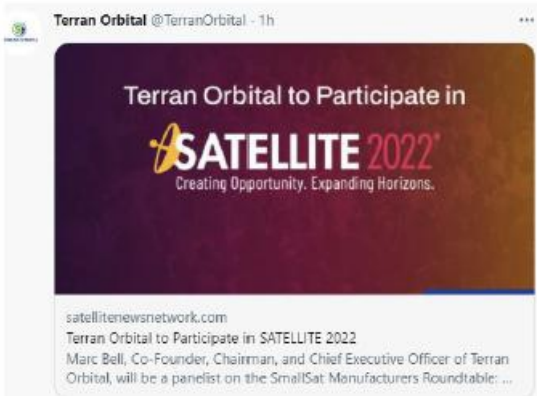 Terran Orbital @TerranOrbital · 1h
Terran Orbital to Participate in
SATELLITE 2022
Creating Opportunity. Expanding Horizons.
satellitenewsnetwork.com
Terran Orbital to Participate in SATELLITE 2022
Marc Bell, Co-Founder, Chairman, and Chief Executive Officer of Terran
Orbital, will be a panelist on the SmallSat Manufacturers Roundtable: ...